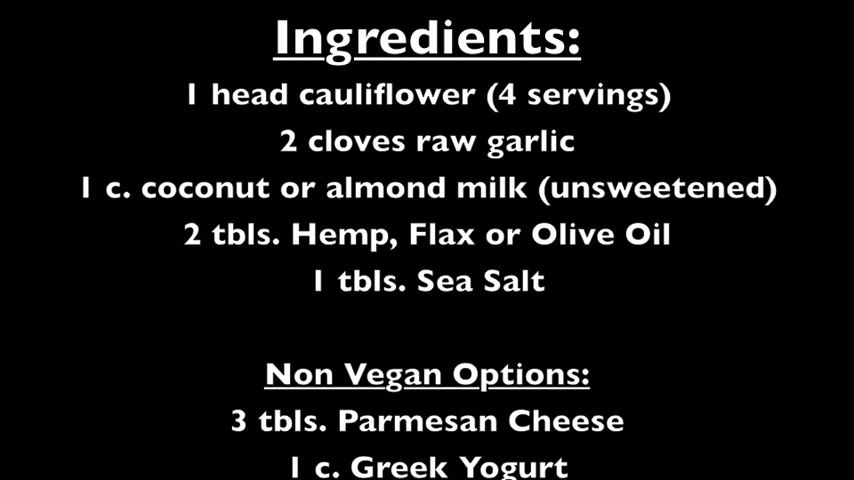 Ingredients:
1 head cauliflower (4 servings)
2 cloves raw garlic
1 c. coconut or almond milk (unsweetened)
2 tbls. Hemp, Flax or Olive Oil
1 tbls. Sea Salt
Non Vegan Options:
3 tbls. Parmesan Cheese
1 c. Greek Yogurt